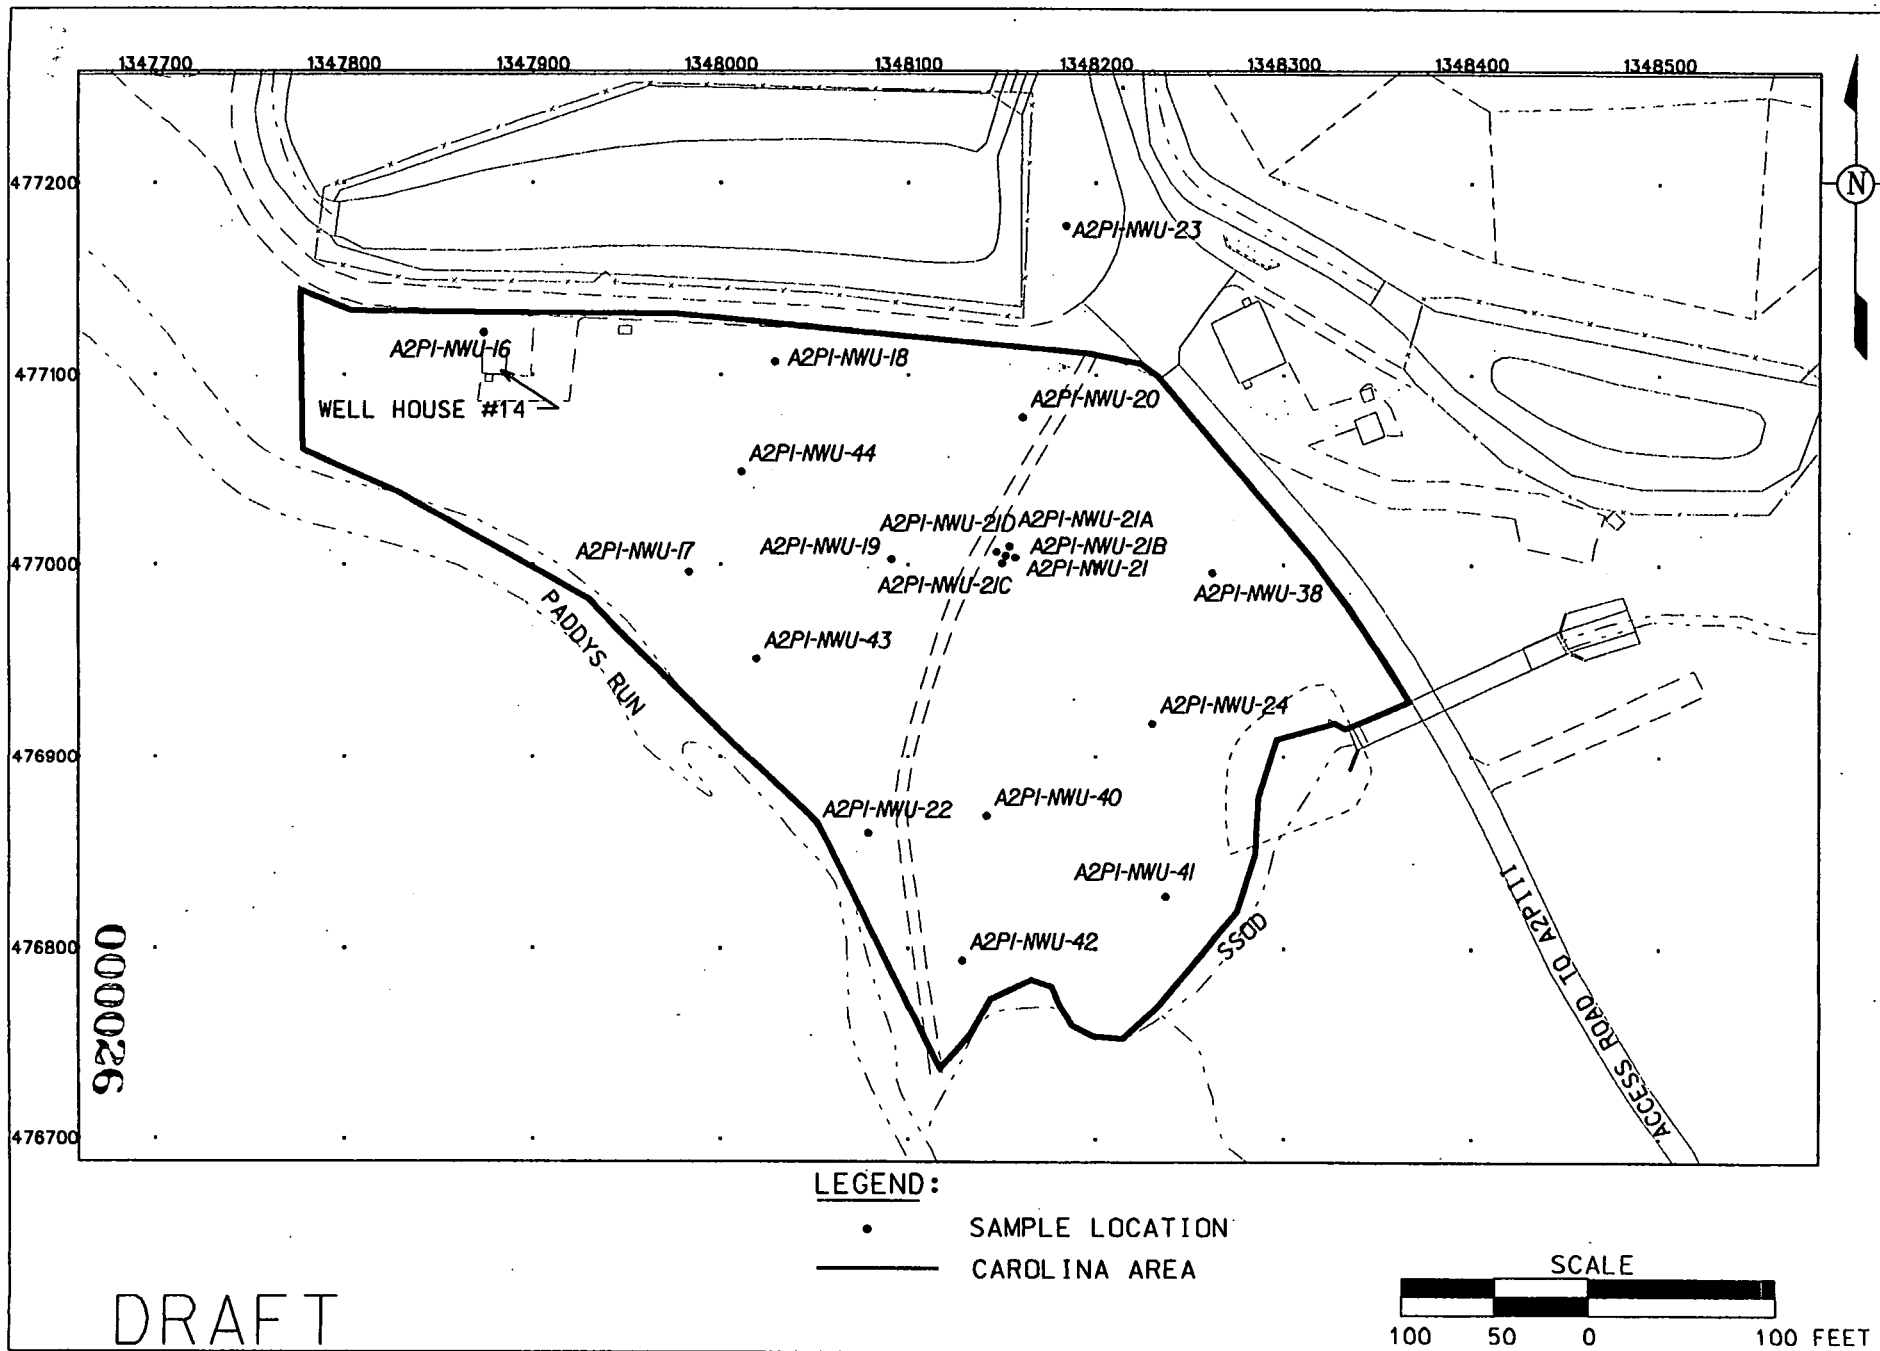 1347700 1347800 1347900 1348000 1348100 1348200 1348300 1348400 1348500
477200
N
A2PI-NWU-23
A2PI-NWU-16
A2PI-NWU-18
477100
WELL HOUSE #14
A2PI-NWU-20
A2PI-NWU-44
A2PI-NWU-21D
A2PI-NWU-21A
A2PI-NWU-17
A2PI-NWU-19
A2PI-NWU-21B
477000
A2PI-NWU-21
A2PI-NWU-21C
A2PI-NWU-38
PADDYS RUN
A2PI-NWU-43
A2PI-NWU-24
476900
A2PI-NWU-22
A2PI-NWU-40
A2PI-NWU-41
ACCESS ROAD TO A2PIII
SSOD
A2PI-NWU-42
476800
000026
476700
LEGEND:
SAMPLE LOCATION
CAROLINA AREA
SCALE
100 50 0 100 FEET
DRAFT